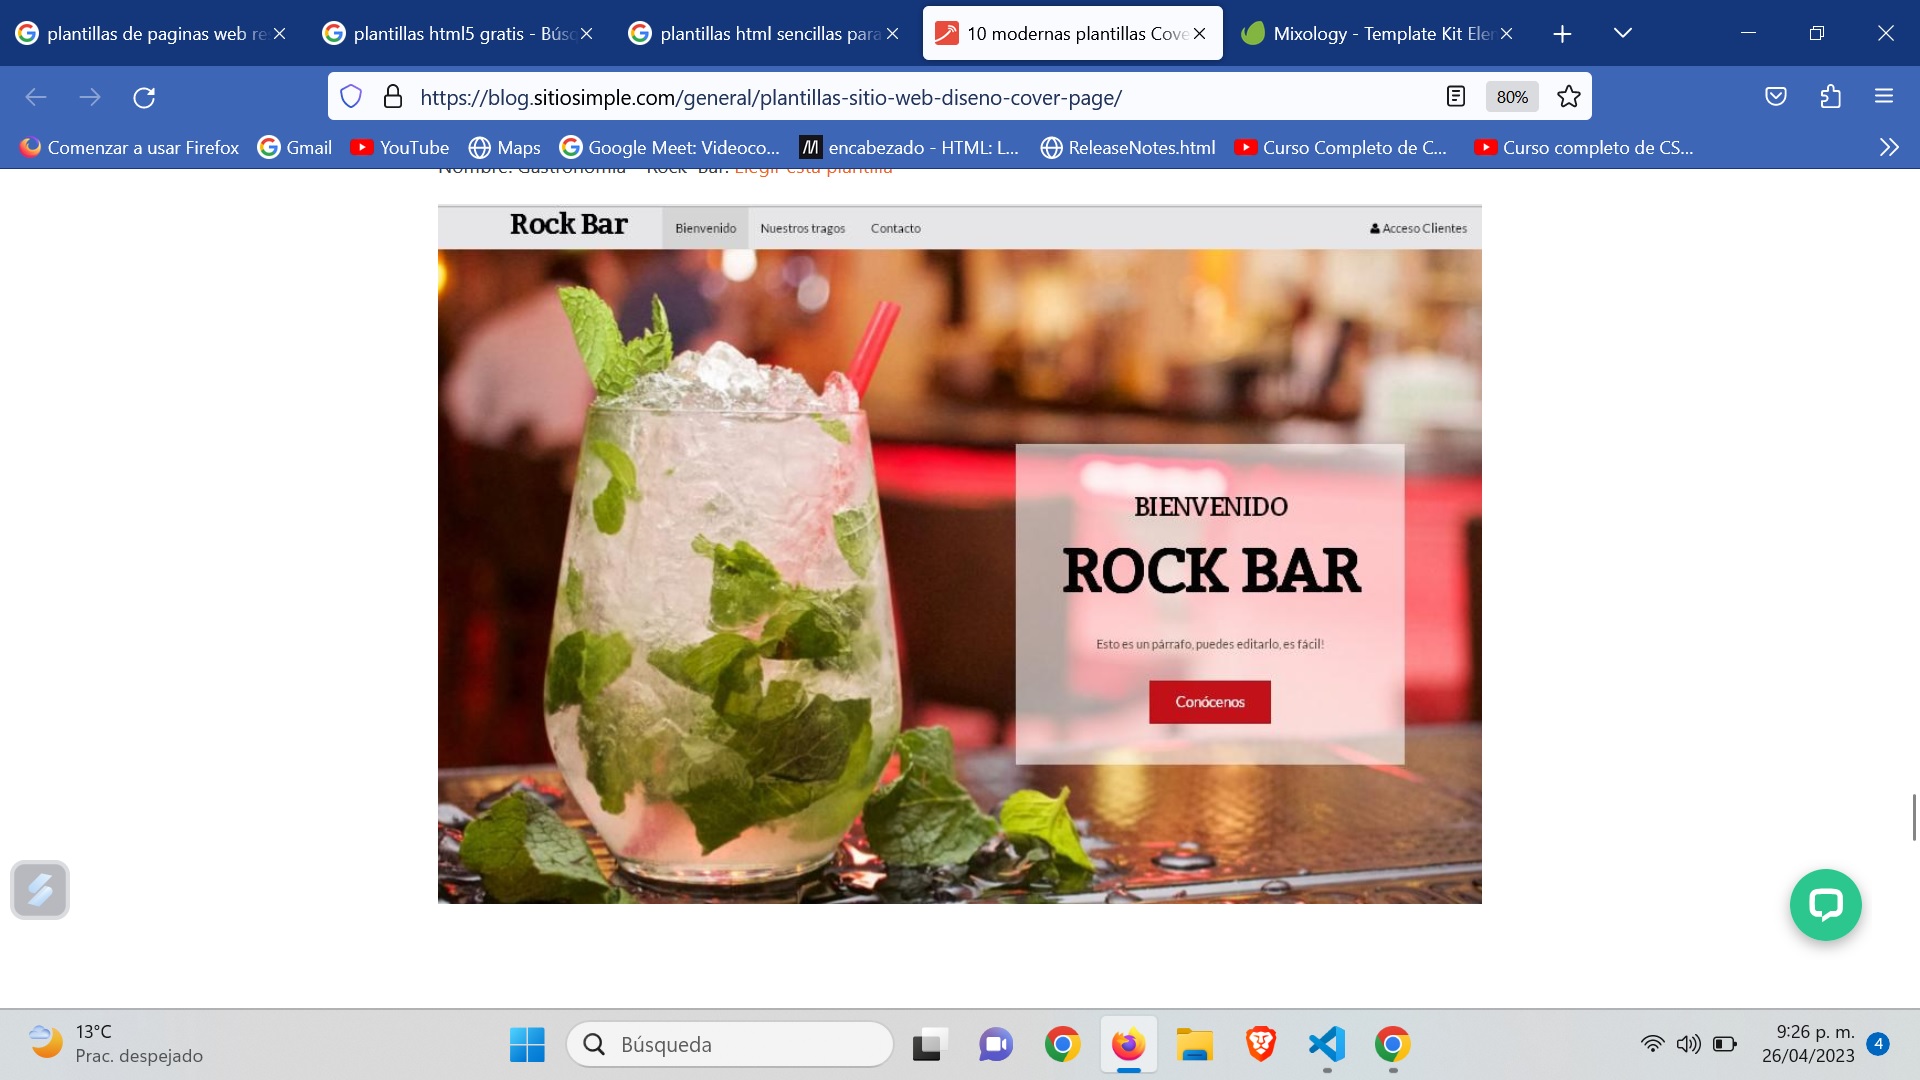 plantillas de paginas web re
plantillas html5 gratis - Búsq
plantillas html sencillas para
10 modernas plantillas Cove
Mixology - Template Kit Eler
https://blog.sitiosimple.com/general/plantillas-sitio-web-diseno-cover-page/
80%
Comenzar a usar Firefox
Gmail
YouTube
Maps
Google Meet: Videoco...
encabezado - HTML: L...
ReleaseNotes.html
Curso Completo de C...
Curso completo de CS...
Nombre: Gastronomía – Rock Bar. Elegir esta plantilla
Rock Bar
Bienvenido
Nuestros tragos
Contacto
Acceso Clientes
BIENVENIDO
ROCK BAR
Esto es un párrafo, puedes editarlo, es fácil!
Conócenos
13°C
Prac. despejado
Búsqueda
9:26 p. m.
26/04/2023
4